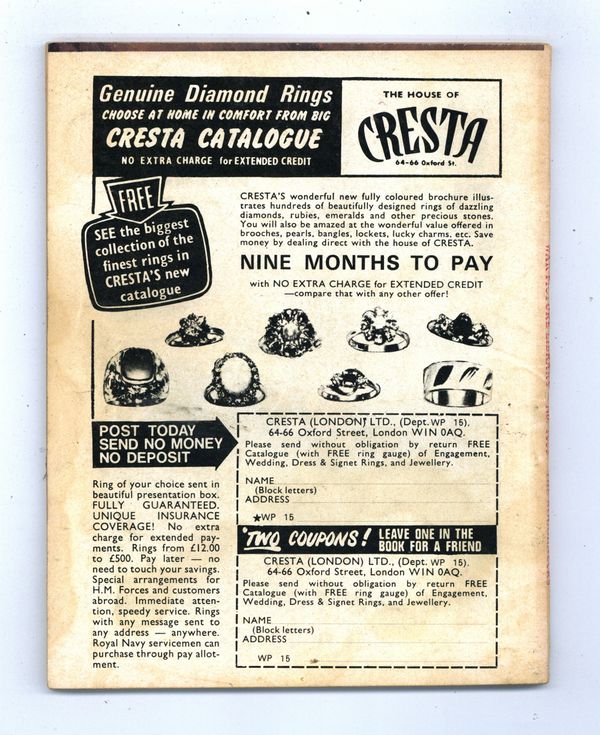 Genuine Diamond Rings
CHOOSE AT HOME IN COMFORT FROM BIG
CRESTA CATALOGUE
NO EXTRA CHARGE for EXTENDED CREDIT
THE HOUSE OF
CRESTA
64-66 Oxford St.
FREE
SEE the biggest
collection of the
finest rings in
CRESTA'S new
catalogue
CRESTA'S wonderful new fully coloured brochure illus-
trates hundreds of beautifully designed rings of dazzling
diamonds, rubies, emeralds and other precious stones.
You will also be amazed at the wonderful value offered in
brooches, pearls, bangles, lockets, lucky charms, etc. Save
money by dealing direct with the house of CRESTA.
NINE MONTHS TO PAY
with NO EXTRA CHARGE for EXTENDED CREDIT
—compare that with any other offer!
POST TODAY
SEND NO MONEY
NO DEPOSIT
Ring of your choice sent in
beautiful presentation box.
FULLY GUARANTEED.
UNIQUE INSURANCE
COVERAGE! No extra
charge for extended pay-
ments. Rings from £12.00
to £500. Pay later — no
need to touch your savings.
Special arrangements for
H.M. Forces and customers
abroad. Immediate atten-
tion, speedy service. Rings
with any message sent to
any address — anywhere.
Royal Navy servicemen can
purchase through pay allot-
ment.
CRESTA (LONDON) LTD., (Dept. WP 15).
64-66 Oxford Street, London WIN 0AQ.
Please send without obligation by return FREE
Catalogue (with FREE ring gauge) of Engagement,
Wedding, Dress & Signet Rings, and Jewellery.
NAME
(Block letters)
ADDRESS
★WP 15
TWO COUPONS! LEAVE ONE IN THE
BOOK FOR A FRIEND
CRESTA (LONDON) LTD., (Dept. WP 15).
64-66 Oxford Street, London WIN 0AQ.
Please send without obligation by return FREE
Catalogue (with FREE ring gauge) of Engagement,
Wedding, Dress & Signet Rings, and Jewellery.
NAME
(Block letters)
ADDRESS
WP 15